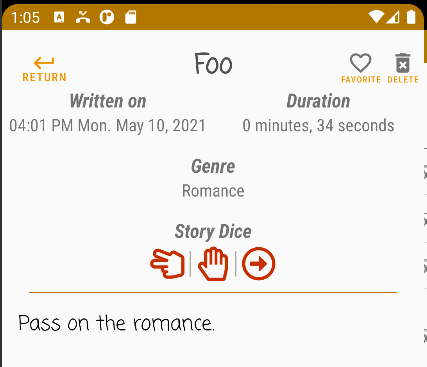 1:05
Foo
RETURN
FAVORITE
DELETE
Written on
Duration
04:01 PM Mon. May 10, 2021
0 minutes, 34 seconds
Genre
Romance
Story Dice
Pass on the romance.